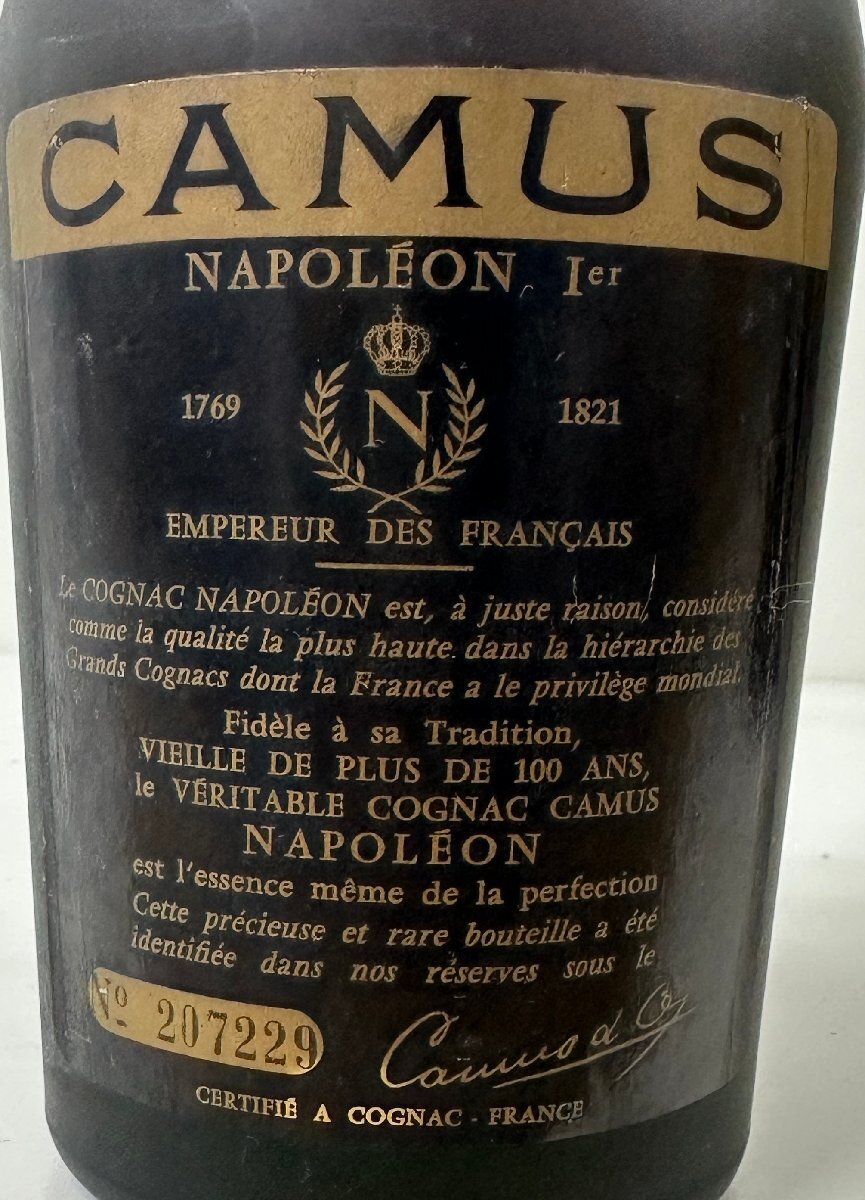 CAMUS
NAPOLÉON Ier
N
1769 1821
EMPEREUR DES FRANÇAIS
Le COGNAC NAPOLÉON est, à juste raison, considéré
comme la qualité la plus haute dans la hiérarchie des
Grands Cognacs dont la France a le privilège mondial.
Fidèle à sa Tradition,
VIEILLE DE PLUS DE 100 ANS,
le VÉRITABLE COGNAC CAMUS
NAPOLÉON
est l'essence même de la perfection
Cette précieuse et rare bouteille a été
identifiée dans nos réserves sous le
Nº 207229
Camus & Co
CERTIFIÉ A COGNAC - FRANCE